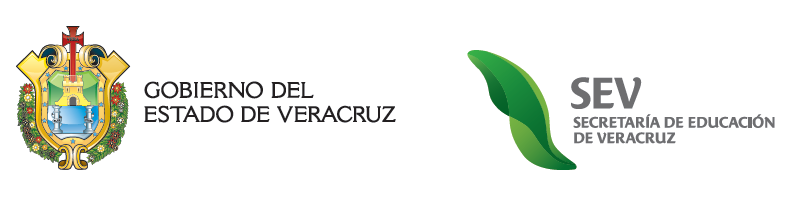 GOBIERNO DEL
ESTADO DE VERACRUZ
SEV
SECRETARÍA DE EDUCACIÓN
DE VERACRUZ